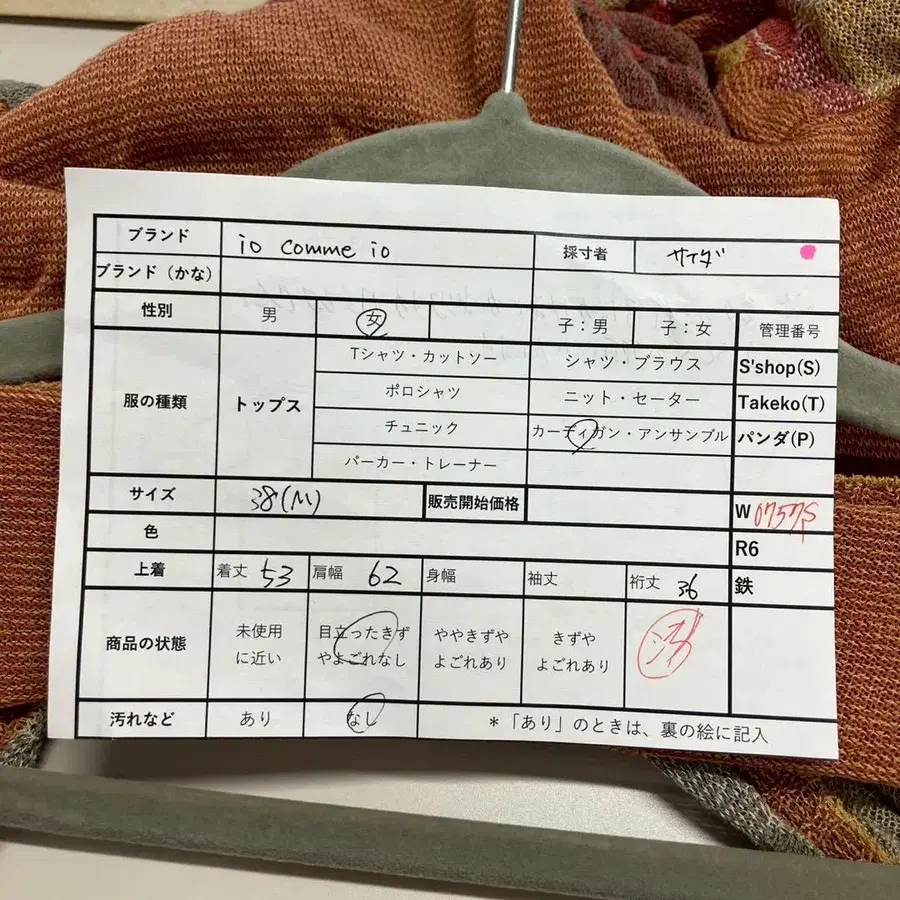 ブランド io comme io 採寸者 サイダ
ブランド（かな）
性別 男 女 子：男 子：女 管理番号
服の種類 トップス Tシャツ・カットソー シャツ・ブラウス S'shop(S)
ポロシャツ ニット・セーター Takeko(T)
チュニック カーディガン・アンサンブル パンダ(P)
パーカー・トレーナー
サイズ 38(M) 販売開始価格 W 0757S
色 R6
上着 着丈 53 肩幅 62 身幅 袖丈 裄丈 36 鉄
商品の状態 未使用に近い 目立ったきずやよごれなし ややきずやよごれあり きずやよごれあり 済
汚れなど あり なし ＊「あり」のときは、裏の絵に記入